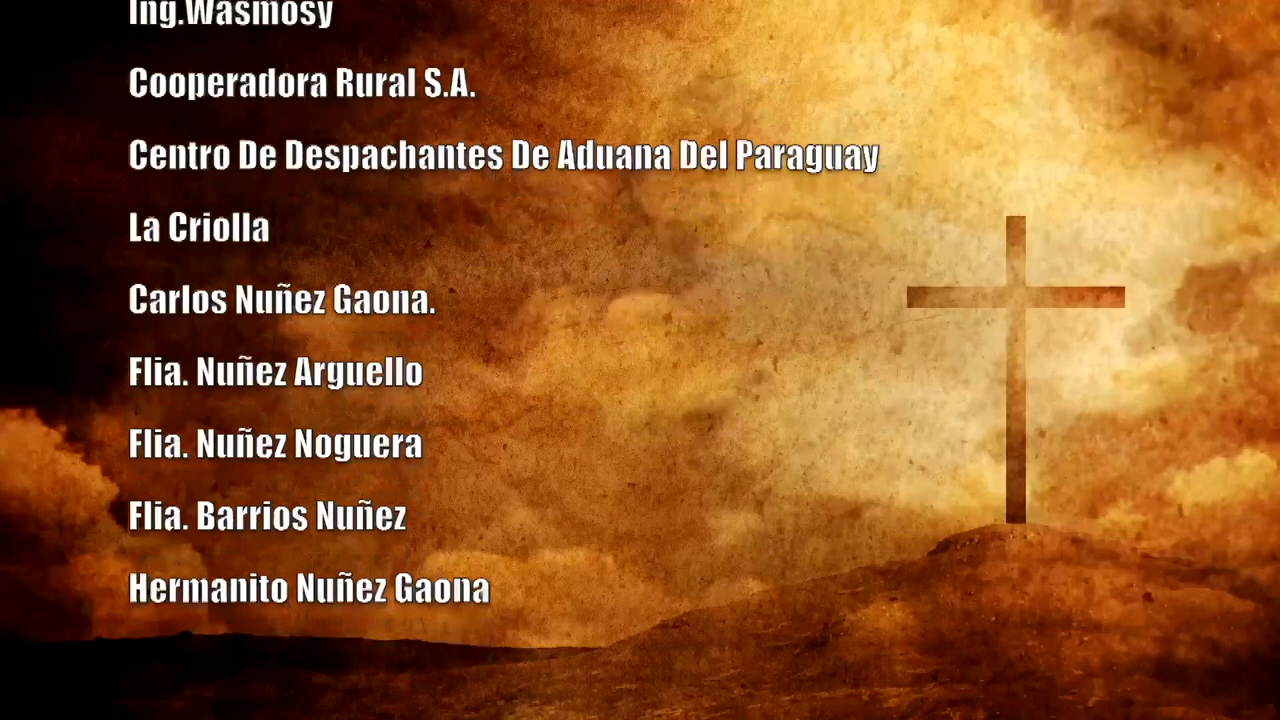 Ing.Wasmosy
Cooperadora Rural S.A.
Centro De Despachantes De Aduana Del Paraguay
La Criolla
Carlos Nuñez Gaona.
Flia. Nuñez Arguello
Flia. Nuñez Noguera
Flia. Barrios Nuñez
Hermanito Nuñez Gaona